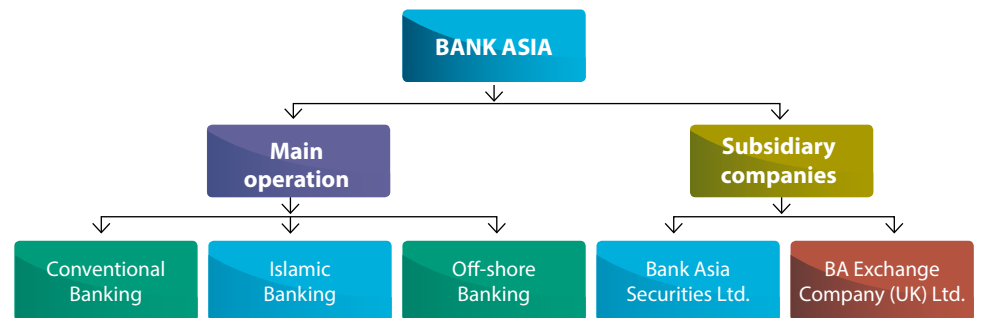 BANK ASIA
Main
operation
Subsidiary
companies
Conventional
Banking
Islamic
Banking
Off-shore
Banking
Bank Asia
Securities Ltd.
BA Exchange
Company (UK) Ltd.